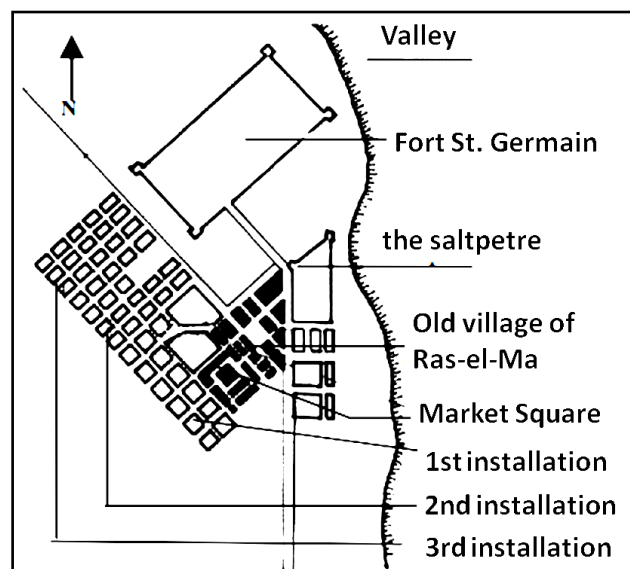 Valley
N
Fort St. Germain
the saltpetre
Old village of
Ras-el-Ma
Market Square
1st installation
2nd installation
3rd installation